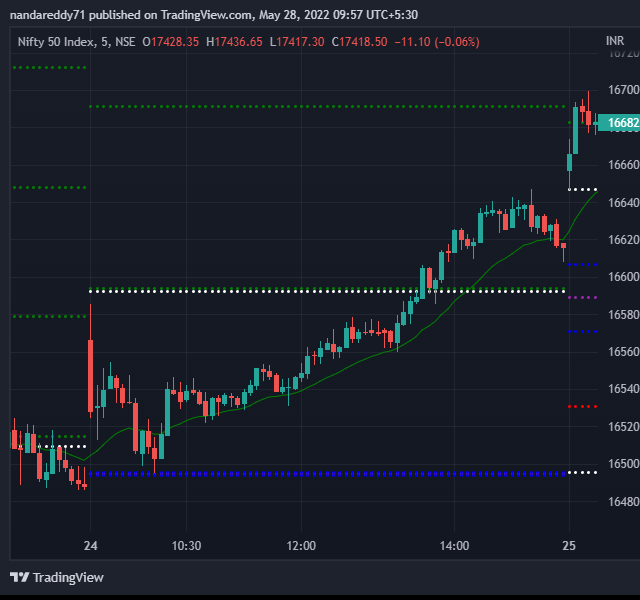 nandareddy71 published on TradingView.com, May 28, 2022 09:57 UTC+5:30
Nifty 50 Index, 5, NSE O17428.35 H17436.65 L17417.30 C17418.50 −11.10 (−0.06%)
INR
16720
16700
16682
16660
16640
16620
16600
16580
16560
16540
16520
16500
16480
24 10:30 12:00 14:00 25
TradingView